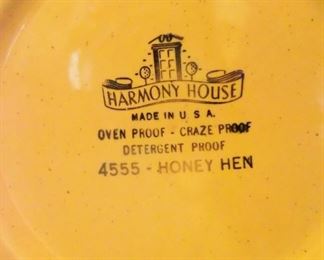 HARMONY HOUSE
MADE IN U S A.
OVEN PROOF - CRAZE PROOF
DETERGENT PROOF
4555 - HONEY HEN